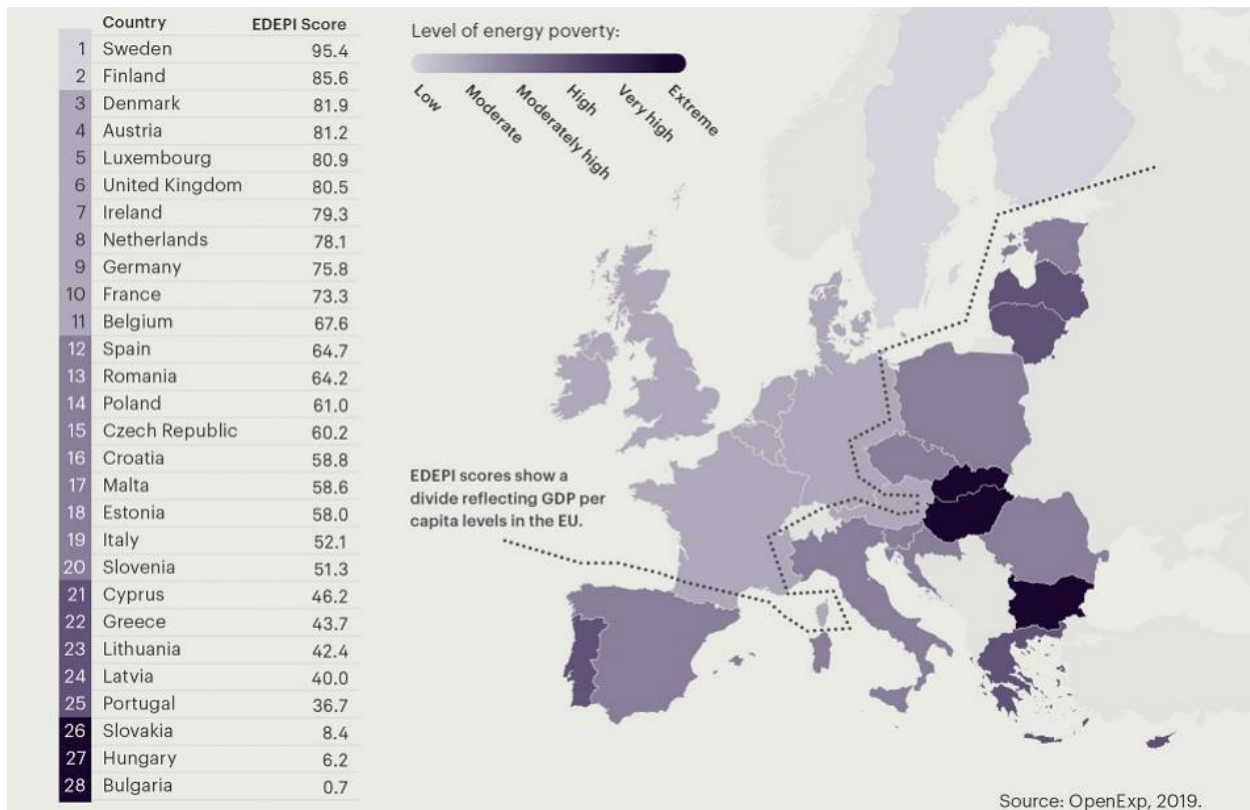 Country EDEPI Score
1 Sweden 95.4
2 Finland 85.6
3 Denmark 81.9
4 Austria 81.2
5 Luxembourg 80.9
6 United Kingdom 80.5
7 Ireland 79.3
8 Netherlands 78.1
9 Germany 75.8
10 France 73.3
11 Belgium 67.6
12 Spain 64.7
13 Romania 64.2
14 Poland 61.0
15 Czech Republic 60.2
16 Croatia 58.8
17 Malta 58.6
18 Estonia 58.0
19 Italy 52.1
20 Slovenia 51.3
21 Cyprus 46.2
22 Greece 43.7
23 Lithuania 42.4
24 Latvia 40.0
25 Portugal 36.7
26 Slovakia 8.4
27 Hungary 6.2
28 Bulgaria 0.7
Level of energy poverty:
Low
Moderate
Moderately high
High
Very high
Extreme
EDEPI scores show a
divide reflecting GDP per
capita levels in the EU.
Source: OpenExp, 2019.